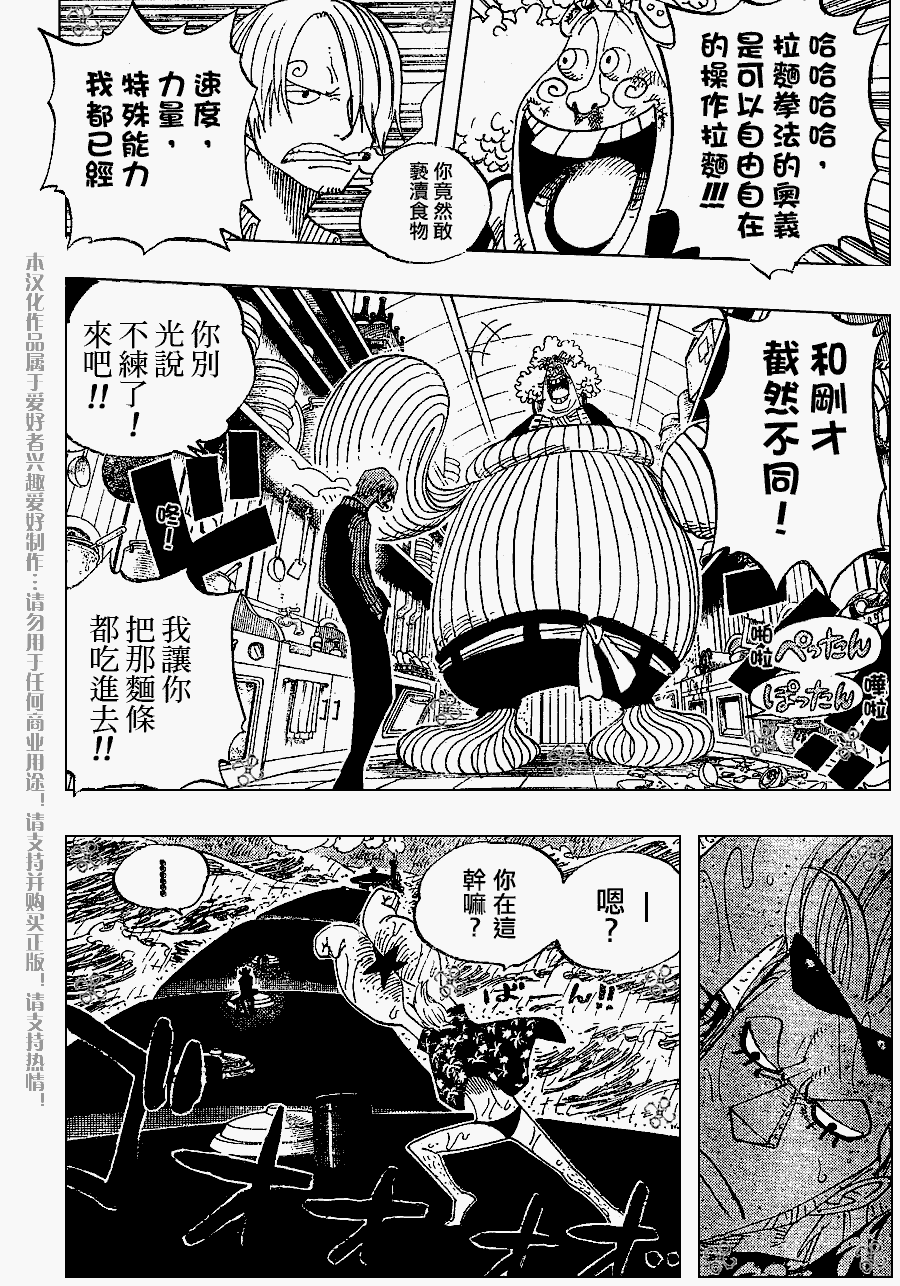 哈哈哈哈，
拉麵拳法的奧義
是可以自由自在
的操作拉麵!!!
你竟然敢
褻瀆食物
速度，
力量，
特殊能力
我都已經
和剛才
截然不同！
你別
光說
不練了！
來吧!!
咚！
我讓你
把那麵條
都吃進去!!
啪啦
ぺったん
ぽったん
嘩啦
嗯？
你在這
幹嘛？
……
ばーん!!
ドオオオオ
本汉化作品属于爱好者兴趣爱好制作…请勿用于任何商业用途！请支持并购买正版！请支持热情！